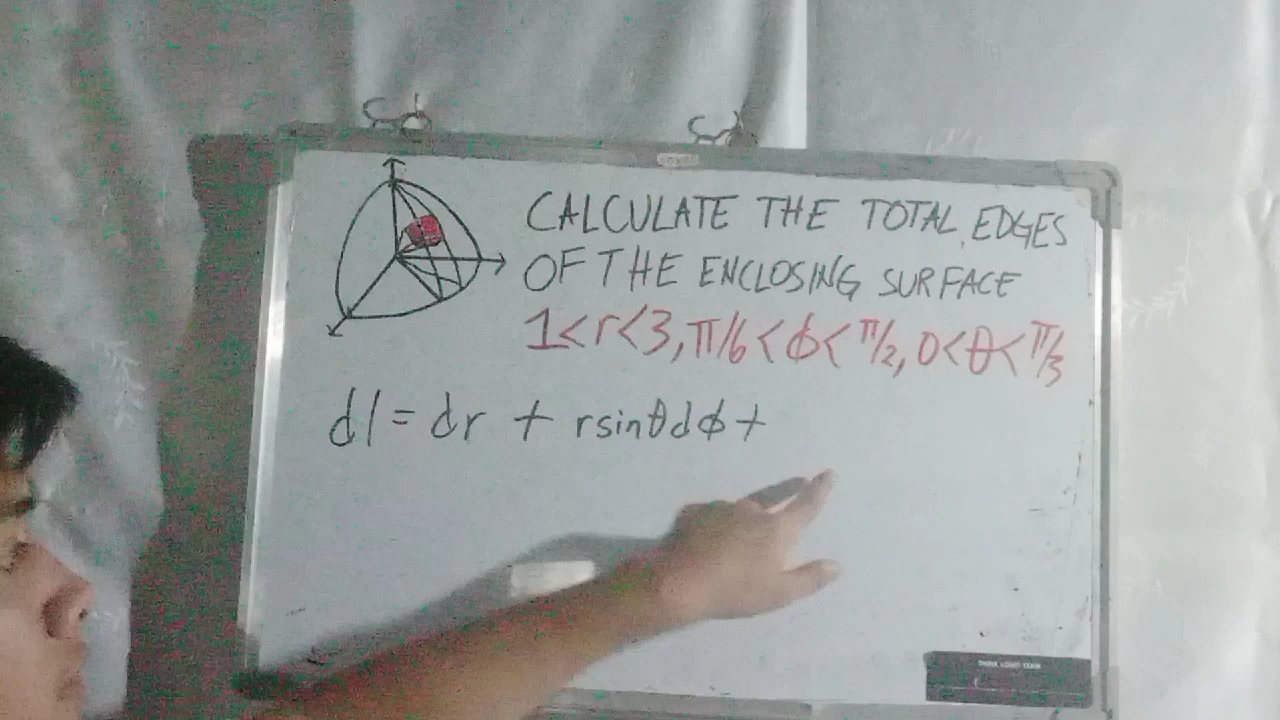 CALCULATE THE TOTAL EDGES
OF THE ENCLOSING SURFACE
1<r<3, π/6<ϕ<π/2, 0<θ<π/3
dl = dr + rsinθdϕ +